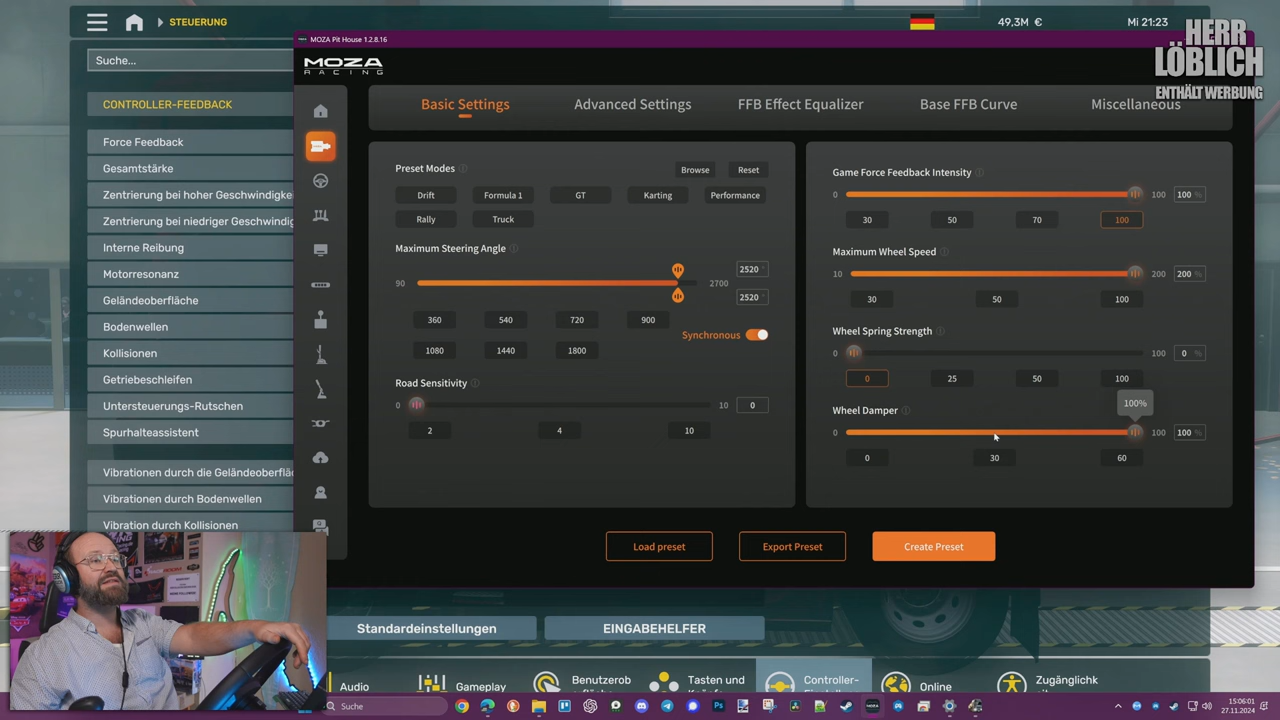 STEUERUNG
49,3M €
Mi 21:23
HERR
LÖBLICH
ENTHÄLT WERBUNG
Suche...
CONTROLLER-FEEDBACK
Force Feedback
Gesamtstärke
Zentrierung bei hoher Geschwindigke
Zentrierung bei niedriger Geschwindig
Interne Reibung
Motorresonanz
Geländeoberfläche
Bodenwellen
Kollisionen
Getriebeschleifen
Untersteuerungs-Rutschen
Spurhalteassistent
Vibrationen durch die Geländeoberflä
Vibrationen durch Bodenwellen
Vibration durch Kollisionen
MOZA Pit House 1.2.8.16
MOZA
RACING
Basic Settings
Advanced Settings
FFB Effect Equalizer
Base FFB Curve
Miscellaneous
Preset Modes
Browse
Reset
Drift
Formula 1
GT
Karting
Performance
Rally
Truck
Maximum Steering Angle
2520 °
90
2700
2520 °
360
540
720
900
Synchronous
1080
1440
1800
Road Sensitivity
0
10
0
2
4
10
Game Force Feedback Intensity
0
100
100 %
30
50
70
100
Maximum Wheel Speed
10
200
200 %
30
50
100
Wheel Spring Strength
0
100
0 %
0
25
50
100
100%
Wheel Damper
0
100
100 %
0
30
60
Load preset
Export Preset
Create Preset
Standardeinstellungen
EINGABEHELFER
Audio
Gameplay
Benutzerob
Tasten und
Controller-
Online
Zugänglichk
Suche
MOZA
15:06:01
27.11.2024